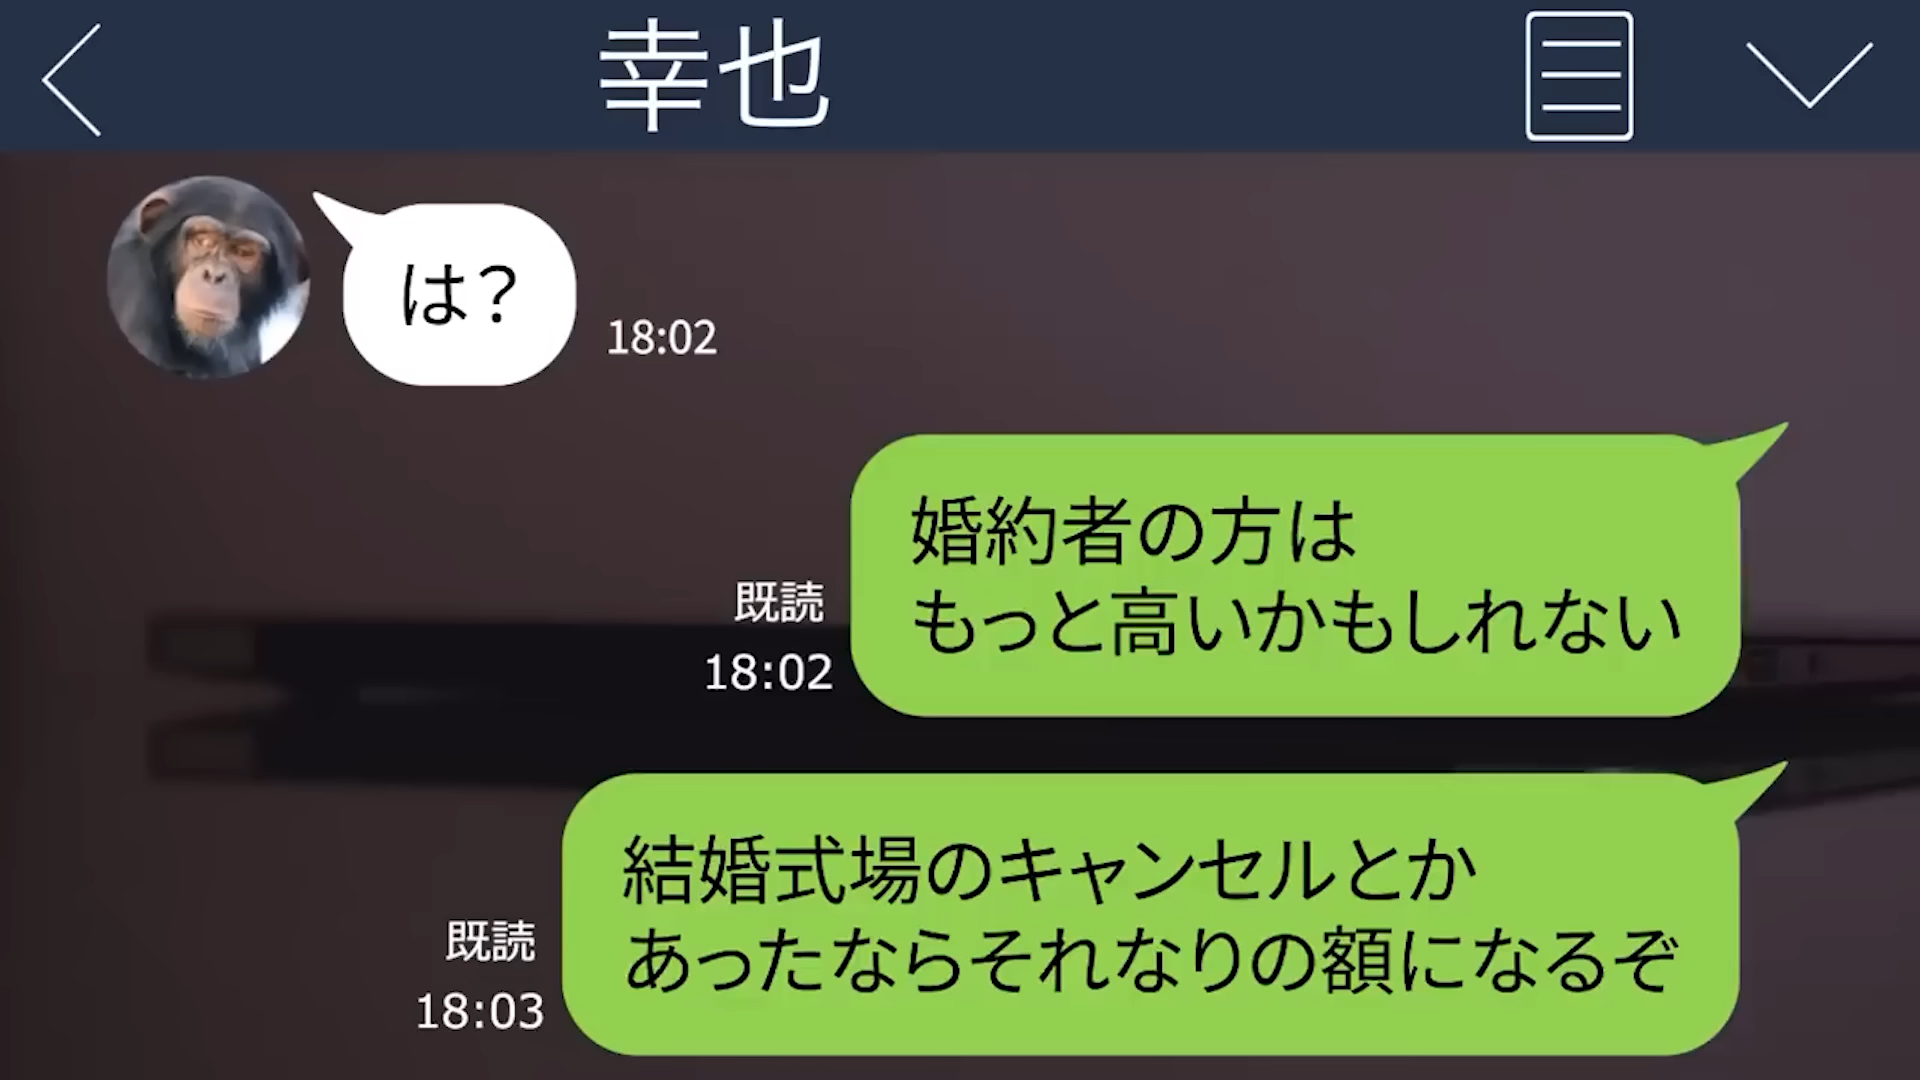 幸也
は？
18:02
婚約者の方は
もっと高いかもしれない
既読
18:02
結婚式場のキャンセルとか
あったならそれなりの額になるぞ
既読
18:03